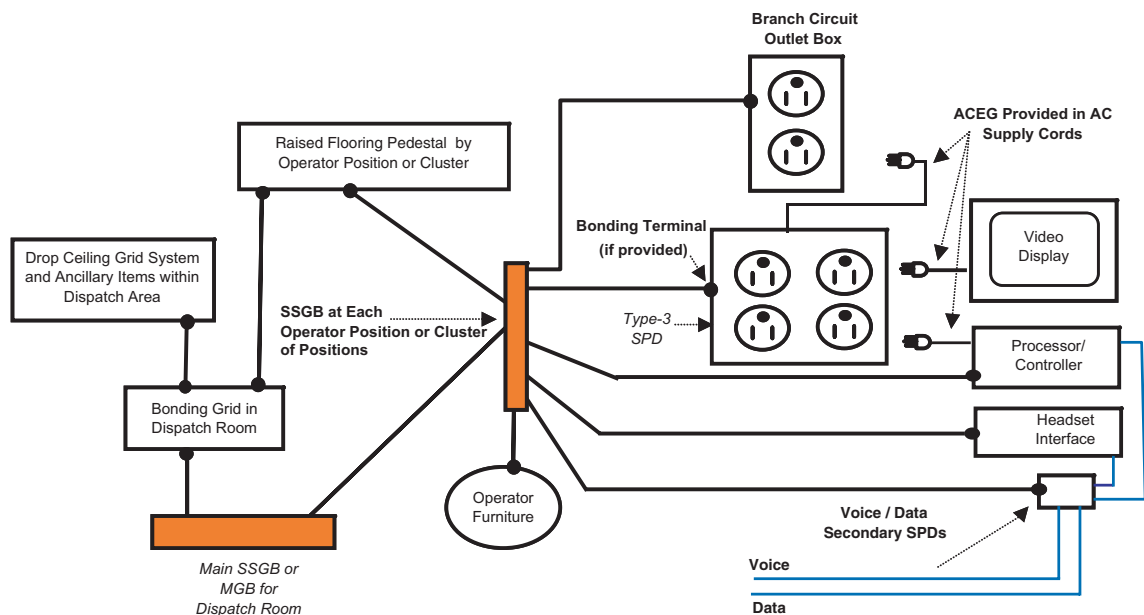 Branch Circuit
Outlet Box
ACEG Provided in AC
Supply Cords
Raised Flooring Pedestal by
Operator Position or Cluster
Bonding Terminal
(if provided)
Video
Display
Drop Ceiling Grid System
and Ancillary Items within
Dispatch Area
SSGB at Each
Operator Position or Cluster
of Positions
Type-3
SPD
Processor/
Controller
Bonding Grid in
Dispatch Room
Headset
Interface
Operator
Furniture
Voice / Data
Secondary SPDs
Main SSGB or
MGB for
Dispatch Room
Voice
Data